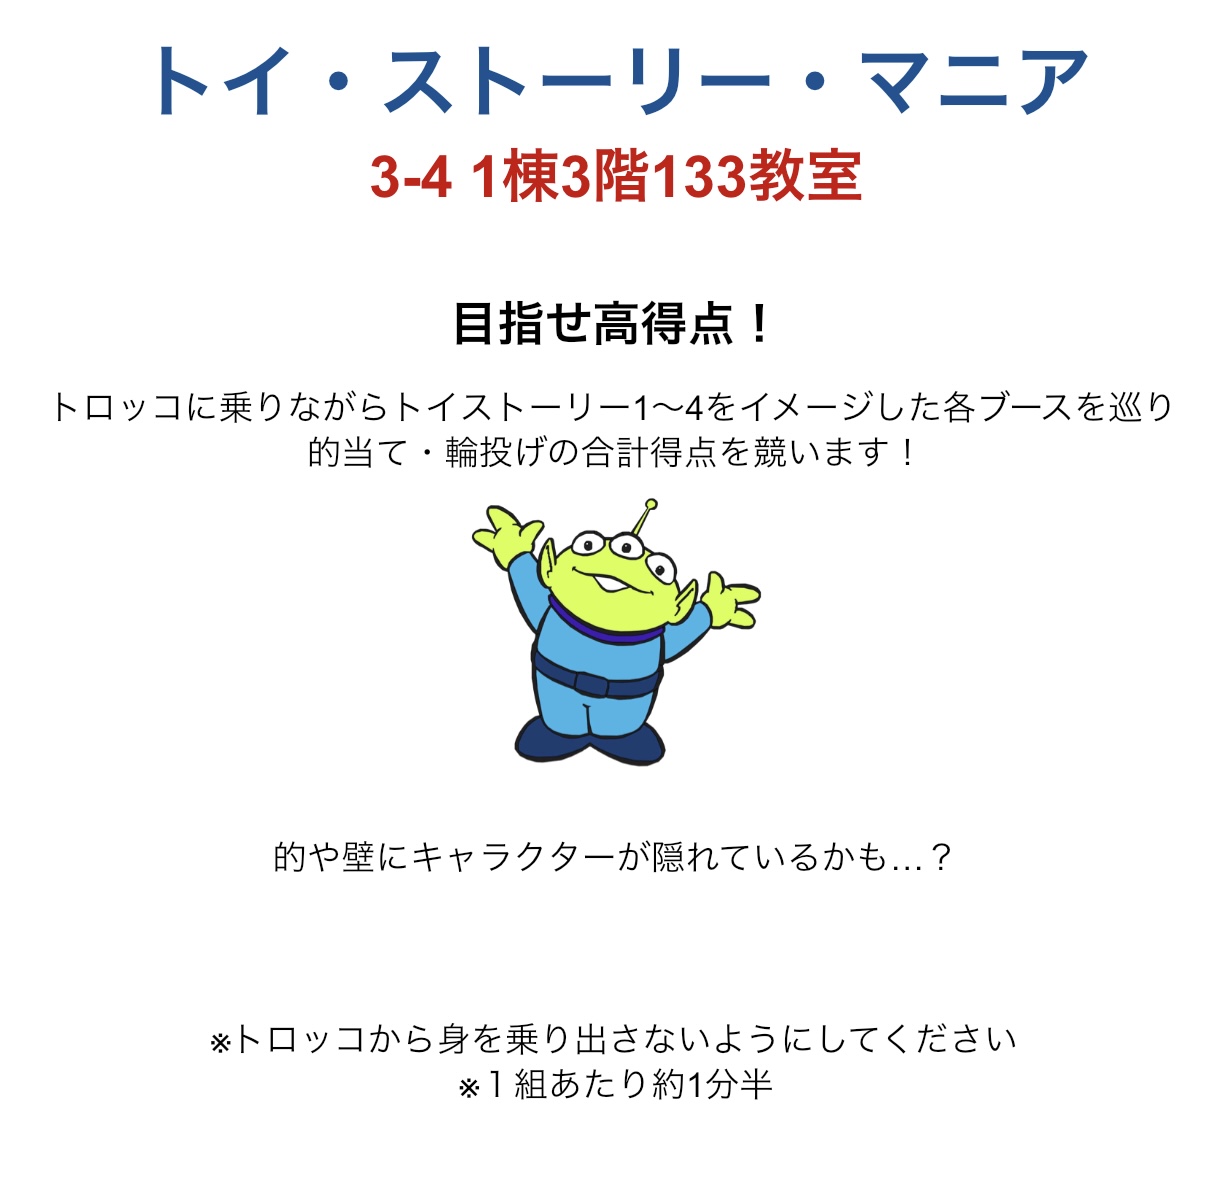 トイ・ストーリー・マニア
3-4 1棟3階133教室
目指せ高得点！
トロッコに乗りながらトイストーリー1〜4をイメージした各ブースを巡り
的当て・輪投げの合計得点を競います！
的や壁にキャラクターが隠れているかも…？
※トロッコから身を乗り出さないようにしてください
※１組あたり約1分半